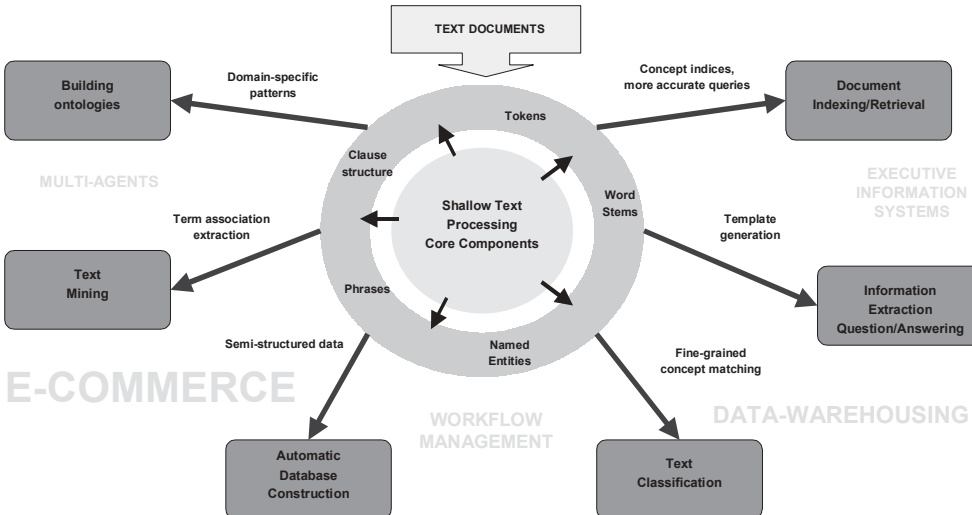 TEXT DOCUMENTS
Building
ontologies
Domain-specific
patterns
Concept indices,
more accurate queries
Document
Indexing/Retrieval
Tokens
Clause
structure
MULTI-AGENTS
EXECUTIVE
INFORMATION
SYSTEMS
Word
Stems
Shallow Text
Processing
Core Components
Term association
extraction
Template
generation
Text
Mining
Phrases
Information
Extraction
Question/Answering
Named
Entities
Semi-structured data
Fine-grained
concept matching
E-COMMERCE
WORKFLOW
MANAGEMENT
DATA-WAREHOUSING
Automatic
Database
Construction
Text
Classification